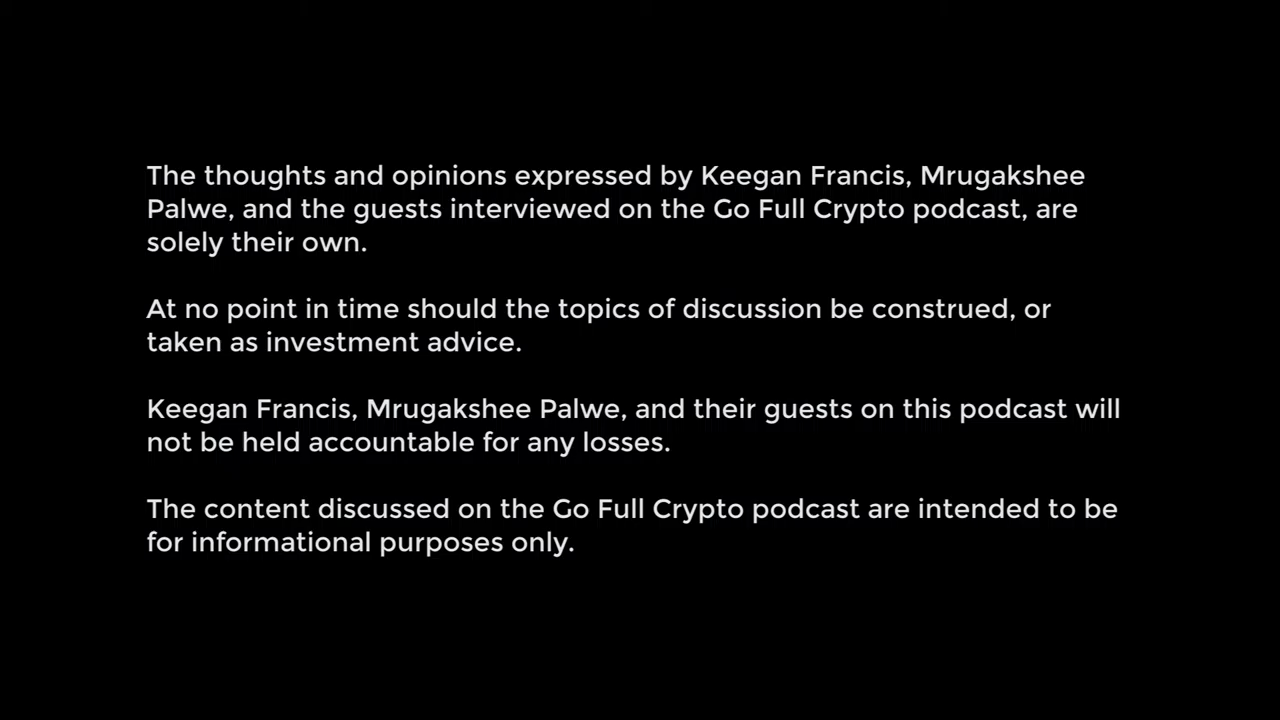 The thoughts and opinions expressed by Keegan Francis, Mrugakshee
Palwe, and the guests interviewed on the Go Full Crypto podcast, are
solely their own.
At no point in time should the topics of discussion be construed, or
taken as investment advice.
Keegan Francis, Mrugakshee Palwe, and their guests on this podcast will
not be held accountable for any losses.
The content discussed on the Go Full Crypto podcast are intended to be
for informational purposes only.